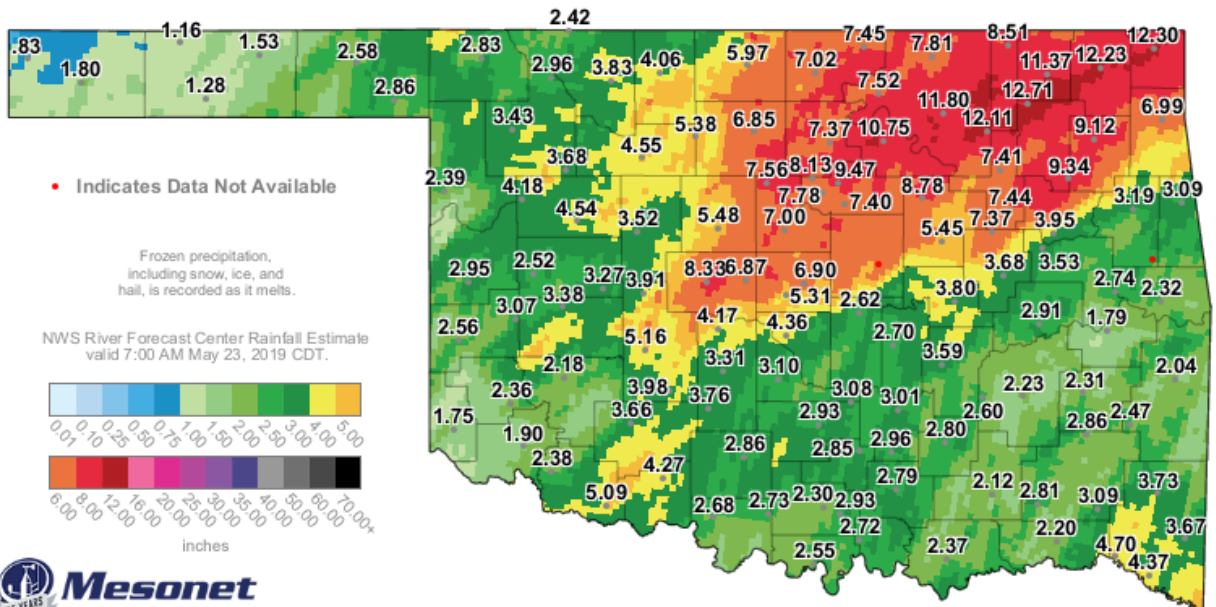 2.42
.83 1.16 1.53 2.58 2.83 2.96 3.83 4.06 5.97 7.02 7.45 7.81 8.51 11.37 12.23 12.30
1.80 1.28 2.86 7.52 11.80 12.71
3.43 5.38 6.85 7.37 10.75 12.11 9.12 6.99
3.68 4.55 7.56 8.13 9.47 7.41 9.34
2.39 4.18 7.78 7.40 8.78 7.44 3.19 3.09
• Indicates Data Not Available
4.54 3.52 5.48 7.00 5.45 7.37 3.95
Frozen precipitation,
including snow, ice, and
hail, is recorded as it melts.
2.95 2.52 3.27 3.91 8.33 6.87 6.90 3.68 3.53 2.74 2.32
3.07 3.38 5.31 2.62 3.80
2.56 4.17 4.36 2.91 1.79
NWS River Forecast Center Rainfall Estimate
valid 7:00 AM May 23, 2019 CDT.
5.16 2.70
2.18 3.31 3.10 3.59 2.04
2.36 3.98 3.76 3.08 3.01 2.23 2.31
1.75 3.66 2.93 2.60 2.86 2.47
1.90 2.86 2.85 2.96 2.80
0.01 0.10 0.25 0.50 0.75 1.00 1.50 2.00 2.50 3.00 4.00 5.00
2.38 4.27 2.79 2.12 2.81 3.09 3.73
5.09 2.68 2.73 2.30 2.93
6.00 8.00 12.00 16.00 20.00 25.00 30.00 35.00 40.00 50.00 60.00 70.00+
2.72 2.20 3.67
inches
2.55 2.37 4.70 4.37
Mesonet
YEARS